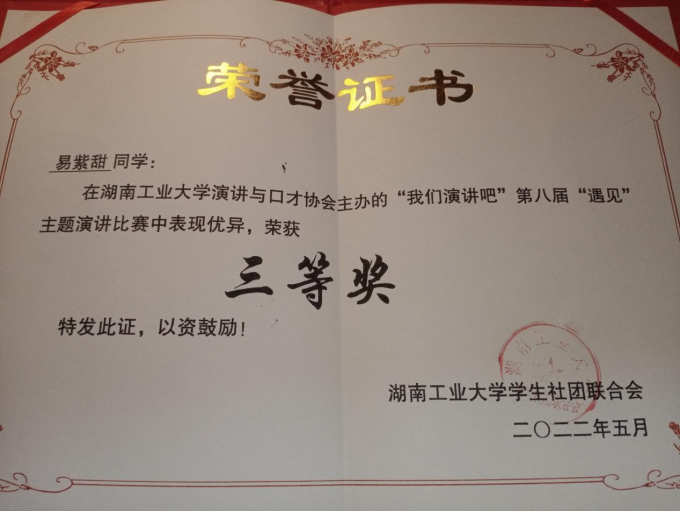 荣誉证书
易紫甜同学：
在湖南工业大学演讲与口才协会主办的“我们演讲吧”第八届“遇见”
主题演讲比赛中表现优异，荣获
三等奖
特发此证，以资鼓励！
湖南工业大学学生社团联合会
二〇二二年五月